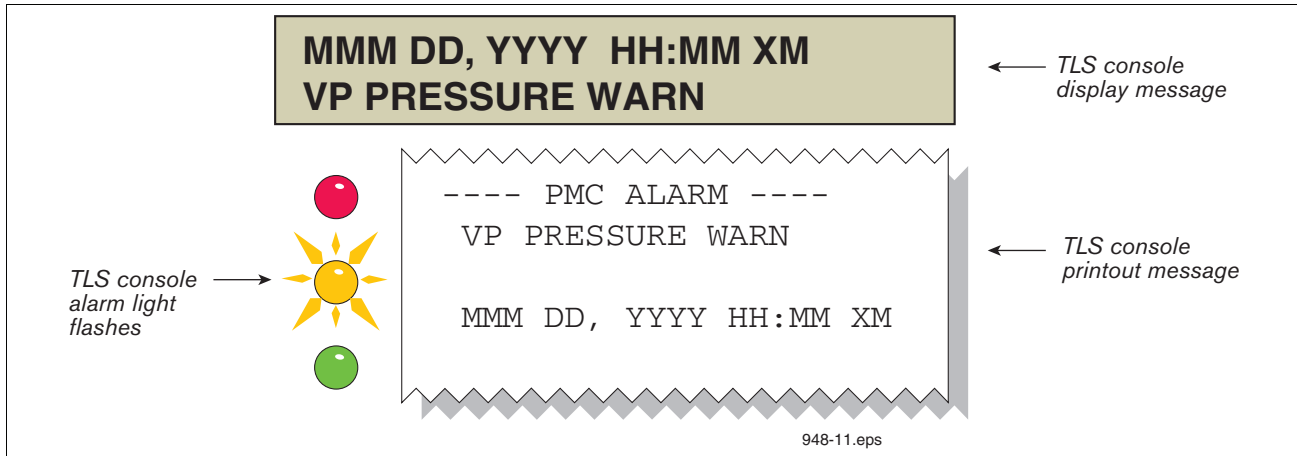 MMM DD, YYYY HH:MM XM
VP PRESSURE WARN
TLS console
display message
---- PMC ALARM ----
VP PRESSURE WARN
MMM DD, YYYY HH:MM XM
TLS console
printout message
TLS console
alarm light
flashes
948-11.eps